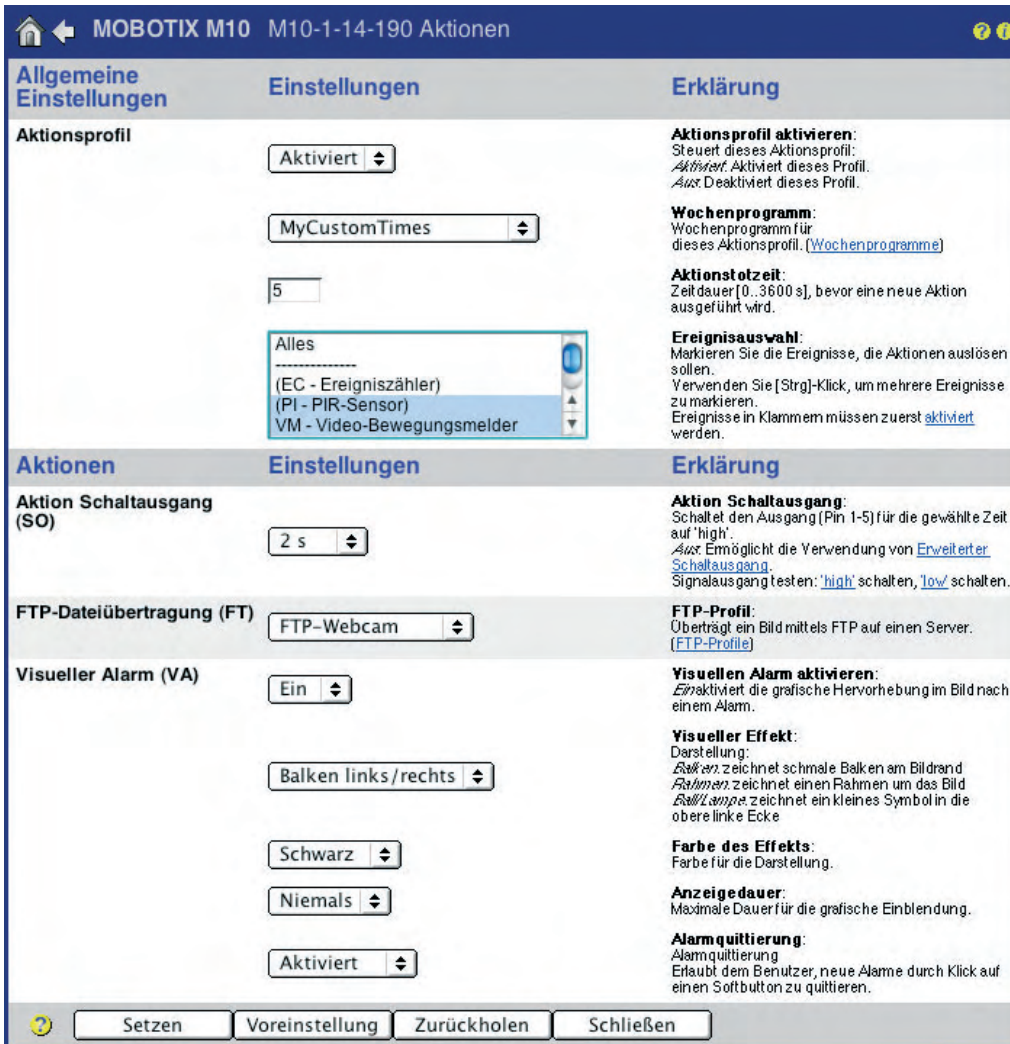 MOBOTIX M10 M10-1-14-190 Aktionen
Allgemeine Einstellungen
Einstellungen
Erklärung
Aktionsprofil
Aktiviert
Aktionsprofil aktivieren:
Steuert dieses Aktionsprofil:
Aktiviert: Aktiviert dieses Profil.
Aus: Deaktiviert dieses Profil.
MyCustomTimes
Wochenprogramm:
Wochenprogramm für
dieses Aktionsprofil. (Wochenprogramme)
5
Aktionstotzeit:
Zeitdauer [0..3600 s], bevor eine neue Aktion
ausgeführt wird.
Alles
--------------
(EC - Ereigniszähler)
(PI - PIR-Sensor)
VM - Video-Bewegungsmelder
Ereignisauswahl:
Markieren Sie die Ereignisse, die Aktionen auslösen
sollen.
Verwenden Sie [Strg]-Klick, um mehrere Ereignisse
zu markieren.
Ereignisse in Klammern müssen zuerst aktiviert
werden.
Aktionen
Einstellungen
Erklärung
Aktion Schaltausgang
(SO)
2 s
Aktion Schaltausgang:
Schaltet den Ausgang (Pin 1-5) für die gewählte Zeit
auf 'high'.
Aus: Ermöglicht die Verwendung von Erweiterter
Schaltausgang.
Signalausgang testen: 'high' schalten, 'low' schalten.
FTP-Dateiübertragung (FT)
FTP-Webcam
FTP-Profil:
Überträgt ein Bild mittels FTP auf einen Server.
(FTP-Profile)
Visueller Alarm (VA)
Ein
Visuellen Alarm aktivieren:
Ein aktiviert die grafische Hervorhebung im Bild nach
einem Alarm.
Balken links/rechts
Visueller Effekt:
Darstellung:
Balken: zeichnet schmale Balken am Bildrand
Rahmen: zeichnet einen Rahmen um das Bild
Ball/Lampe: zeichnet ein kleines Symbol in die
obere linke Ecke
Schwarz
Farbe des Effekts:
Farbe für die Darstellung.
Niemals
Anzeigedauer:
Maximale Dauer für die grafische Einblendung.
Aktiviert
Alarmquittierung:
Alarmquittierung
Erlaubt dem Benutzer, neue Alarme durch Klick auf
einen Softbutton zu quittieren.
Setzen
Voreinstellung
Zurückholen
Schließen